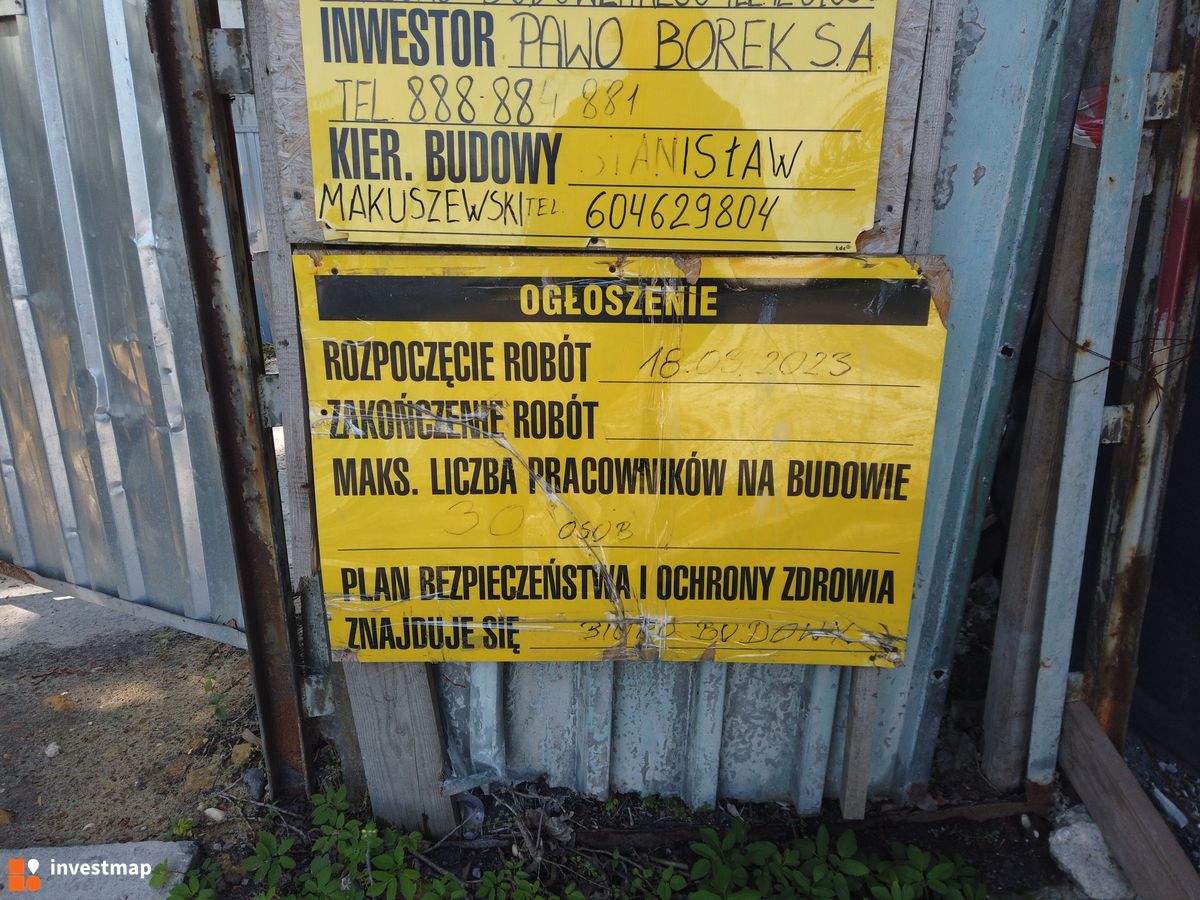 INWESTOR PAWO BOREK S.A
TEL. 888-884 881
KIER. BUDOWY STANISŁAW
MAKUSZEWSKI TEL. 604629804
OGŁOSZENIE
ROZPOCZĘCIE ROBÓT 16.03.2023
ZAKOŃCZENIE ROBÓT
MAKS. LICZBA PRACOWNIKÓW NA BUDOWIE
30 OSÓB
PLAN BEZPIECZEŃSTWA I OCHRONY ZDROWIA
ZNAJDUJE SIĘ BIURO BUDOWY
investmap